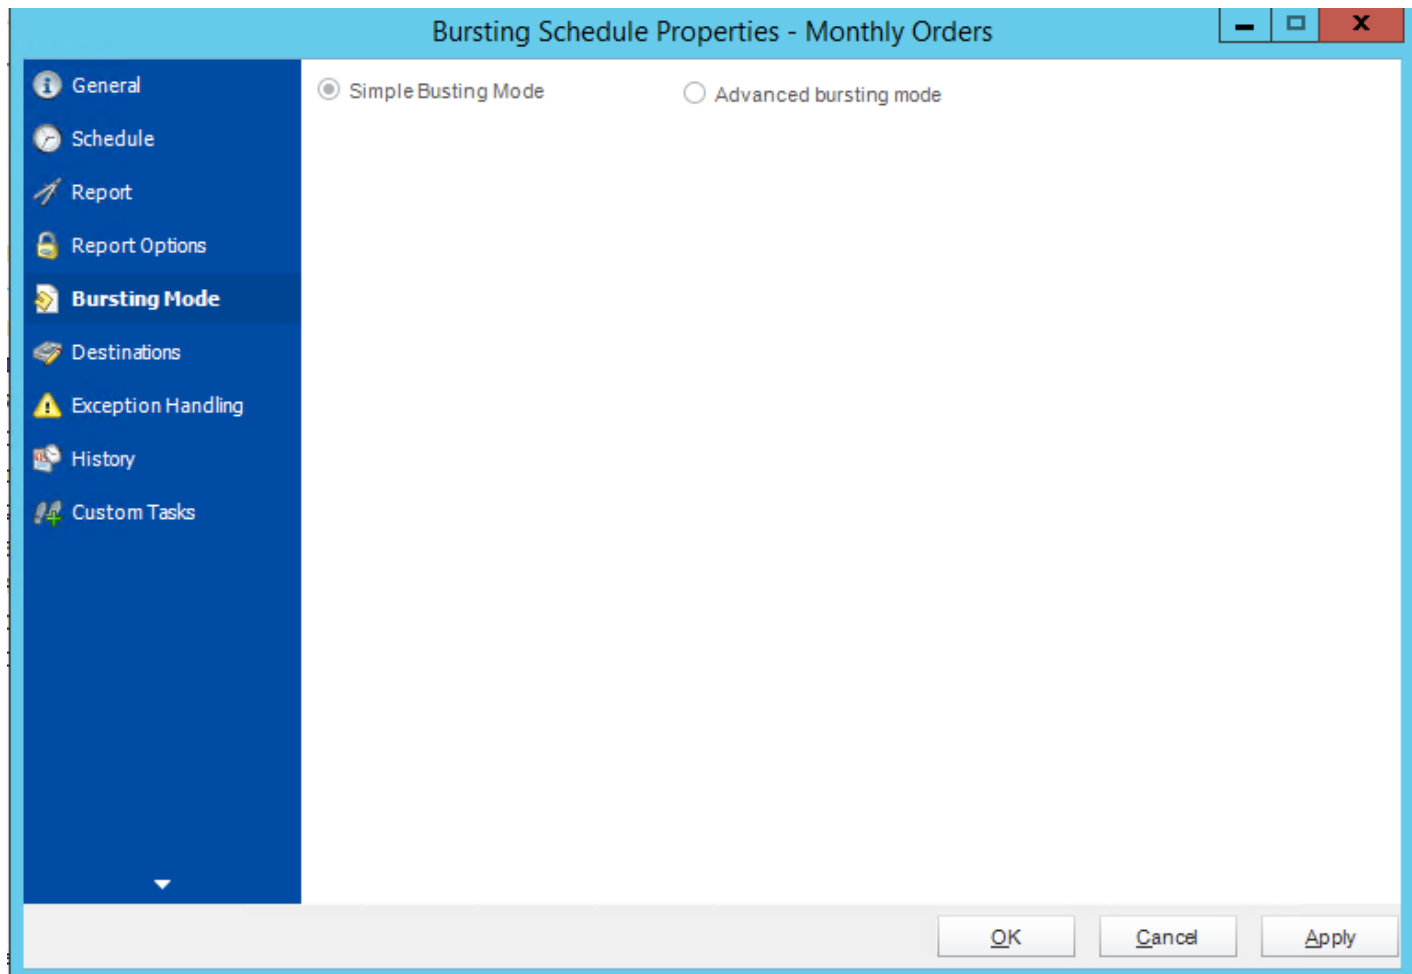 Bursting Schedule Properties - Monthly Orders
General
Simple Busting Mode
Advanced bursting mode
Schedule
Report
Report Options
Bursting Mode
Destinations
Exception Handling
History
Custom Tasks
OK
Cancel
Apply